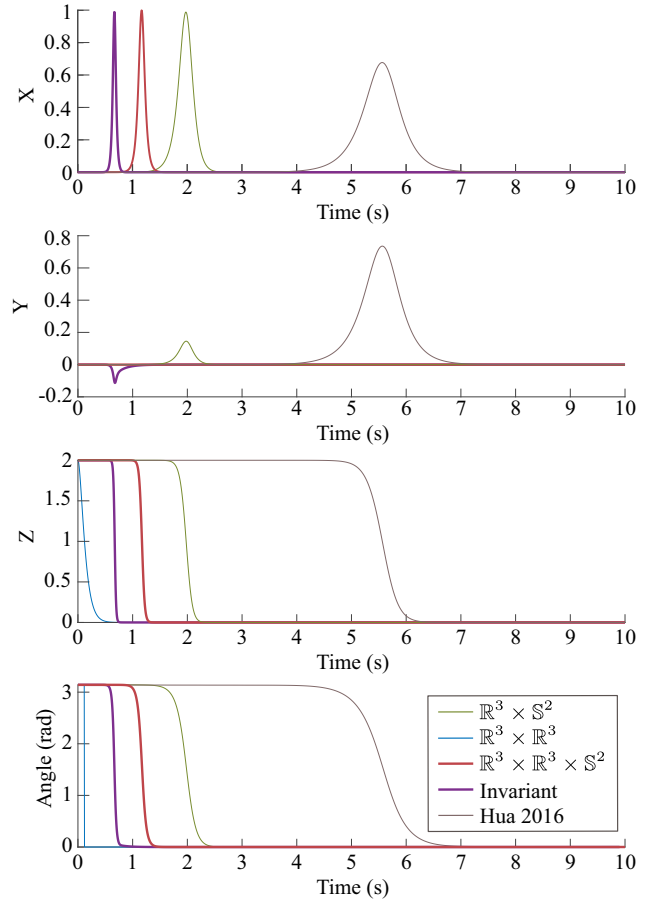 1
0.8
0.6
0.4
0.2
0
X
0 1 2 3 4 5 6 7 8 9 10
Time (s)
0.8
0.6
0.4
0.2
0
-0.2
Y
0 1 2 3 4 5 6 7 8 9 10
Time (s)
2
1.5
1
0.5
0
Z
0 1 2 3 4 5 6 7 8 9 10
Time (s)
3
2
1
0
Angle (rad)
ℝ³ × 𝕊²
ℝ³ × ℝ³
ℝ³ × ℝ³ × 𝕊²
Invariant
Hua 2016
0 1 2 3 4 5 6 7 8 9 10
Time (s)